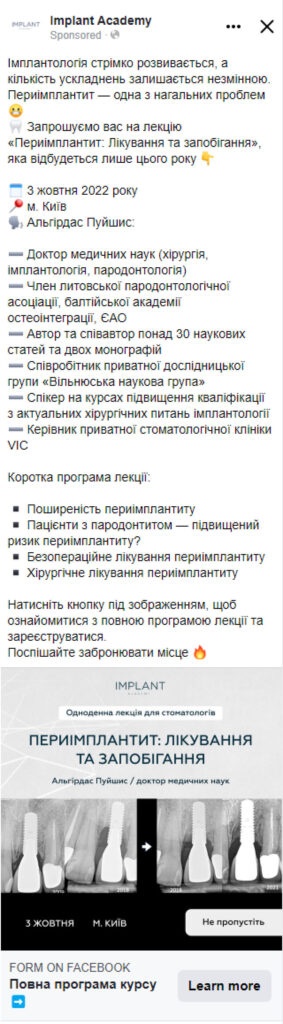 Implant Academy
Sponsored ·
Імплантологія стрімко розвивається, а
кількість ускладнень залишається незмінною.
Периімплантит — одна з нагальних проблем
😬
🦷 Запрошуємо вас на лекцію
«Периімплантит: Лікування та запобігання»,
яка відбудеться лише цього року 👇
🗓 3 жовтня 2022 року
📍 м. Київ
🗣 Альгірдас Пуйшис:
➖ Доктор медичних наук (хірургія,
імплантологія, пародонтологія)
➖ Член литовської пародонтологічної
асоціації, балтійської академії
остеоінтеграції, ЄАО
➖ Автор та співавтор понад 30 наукових
статей та двох монографій
➖ Співробітник приватної дослідницької
групи «Вільнюська наукова група»
➖ Спікер на курсах підвищення кваліфікації
з актуальних хірургічних питань імплантології
➖ Керівник приватної стоматологічної клініки
VIC
Коротка програма лекції:
▪ Поширеність периімплантиту
▪ Пацієнти з пародонтитом — підвищений
ризик периімплантиту?
▪ Безопераційне лікування периімплантиту
▪ Хірургічне лікування периімплантиту
Натисніть кнопку під зображенням, щоб
ознайомитися з повною програмою лекції та
зареєструватися.
Поспішайте забронювати місце 🔥
IMPLANT
ACADEMY
Одноденна лекція для стоматологів
ПЕРИІМПЛАНТИТ: ЛІКУВАННЯ
ТА ЗАПОБІГАННЯ
Альгірдас Пуйшис / доктор медичних наук
3 ЖОВТНЯ М. КИЇВ
Не пропустіть
FORM ON FACEBOOK
Повна програма курсу
➡
Learn more